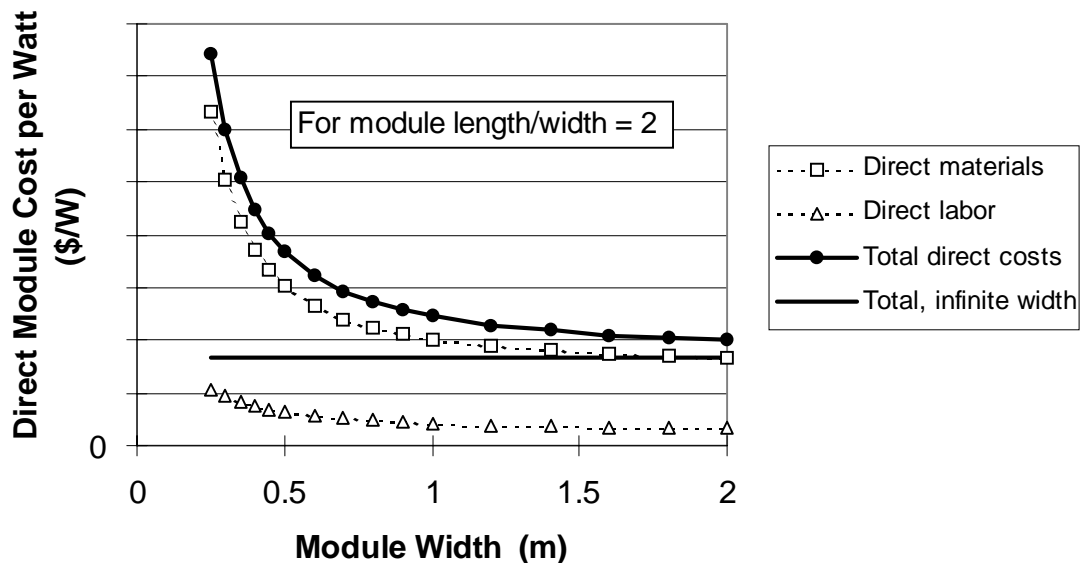 Direct Module Cost per Watt
($/W)
For module length/width = 2
0
0
0.5
1
1.5
2
Module Width (m)
Direct materials
Direct labor
Total direct costs
Total, infinite width